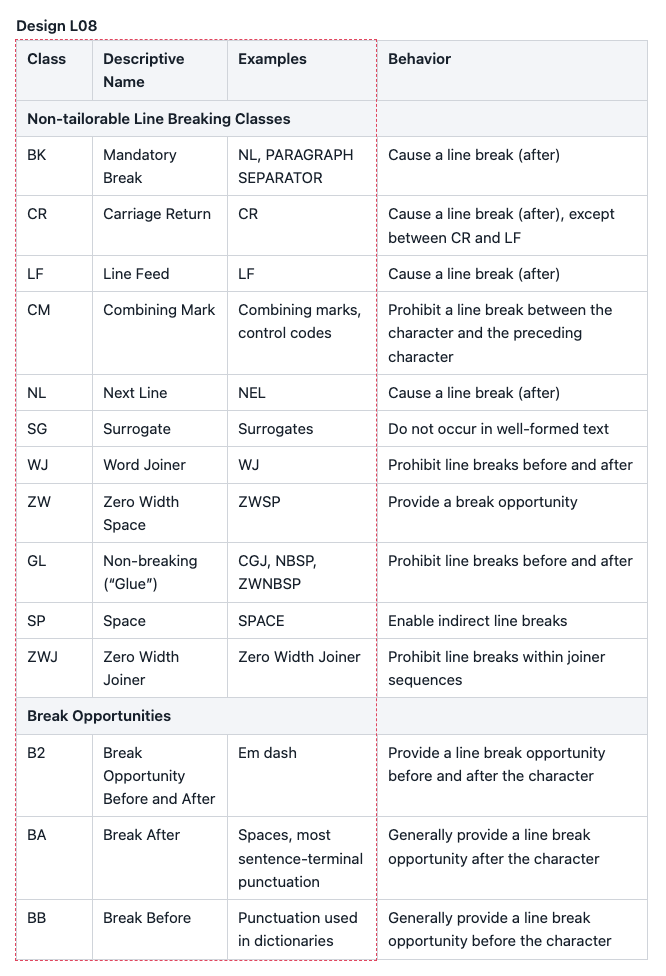 Design L08
Class Descriptive Name Examples Behavior
Non-tailorable Line Breaking Classes
BK Mandatory Break NL, PARAGRAPH SEPARATOR Cause a line break (after)
CR Carriage Return CR Cause a line break (after), except between CR and LF
LF Line Feed LF Cause a line break (after)
CM Combining Mark Combining marks, control codes Prohibit a line break between the character and the preceding character
NL Next Line NEL Cause a line break (after)
SG Surrogate Surrogates Do not occur in well-formed text
WJ Word Joiner WJ Prohibit line breaks before and after
ZW Zero Width Space ZWSP Provide a break opportunity
GL Non-breaking (“Glue”) CGJ, NBSP, ZWNBSP Prohibit line breaks before and after
SP Space SPACE Enable indirect line breaks
ZWJ Zero Width Joiner Zero Width Joiner Prohibit line breaks within joiner sequences
Break Opportunities
B2 Break Opportunity Before and After Em dash Provide a line break opportunity before and after the character
BA Break After Spaces, most sentence-terminal punctuation Generally provide a line break opportunity after the character
BB Break Before Punctuation used in dictionaries Generally provide a line break opportunity before the character